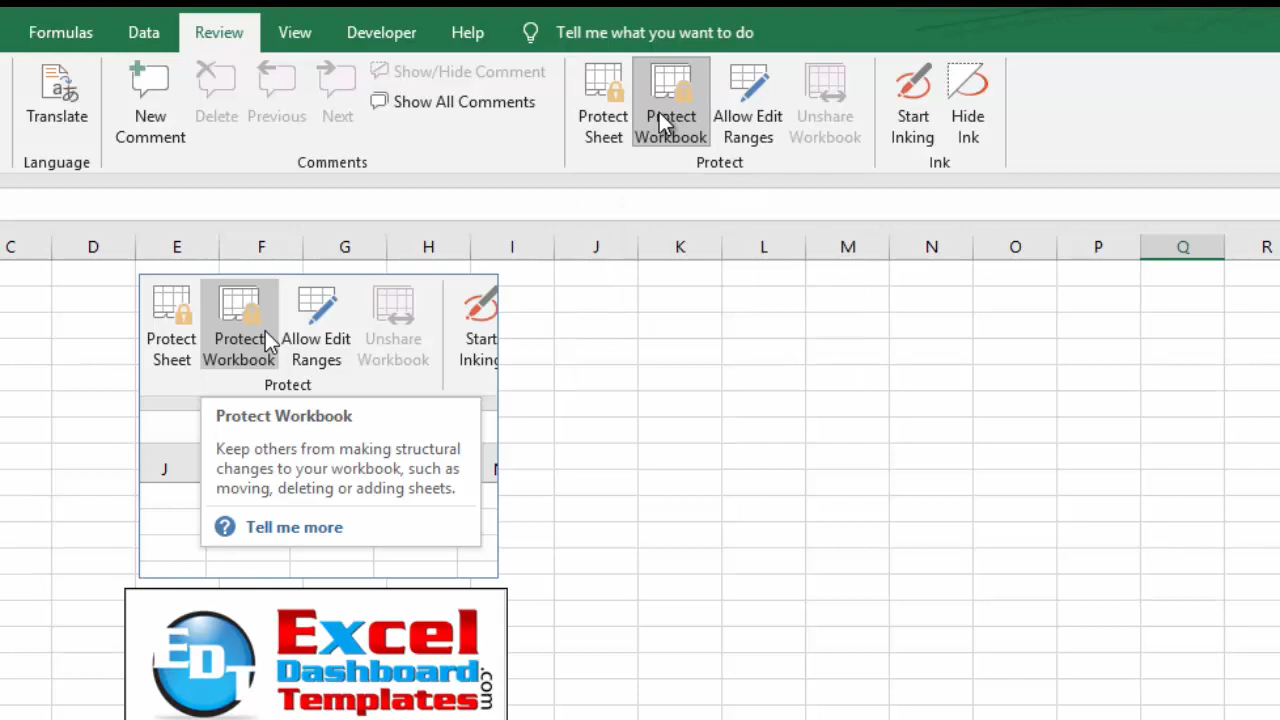 Formulas Data Review View Developer Help Tell me what you want to do
Show/Hide Comment
Show All Comments
Translate New Delete Previous Next Protect Protect Allow Edit Unshare Start Hide
Comment Sheet Workbook Ranges Workbook Inking Ink
Language Comments Protect Ink
C D E F G H I J K L M N O P Q R
Protect Protect Allow Edit Unshare Start
Sheet Workbook Ranges Workbook Inking
Protect
Protect Workbook
Keep others from making structural
J changes to your workbook, such as
moving, deleting or adding sheets.
? Tell me more
EDT
Excel
Dashboard
Templates
.com